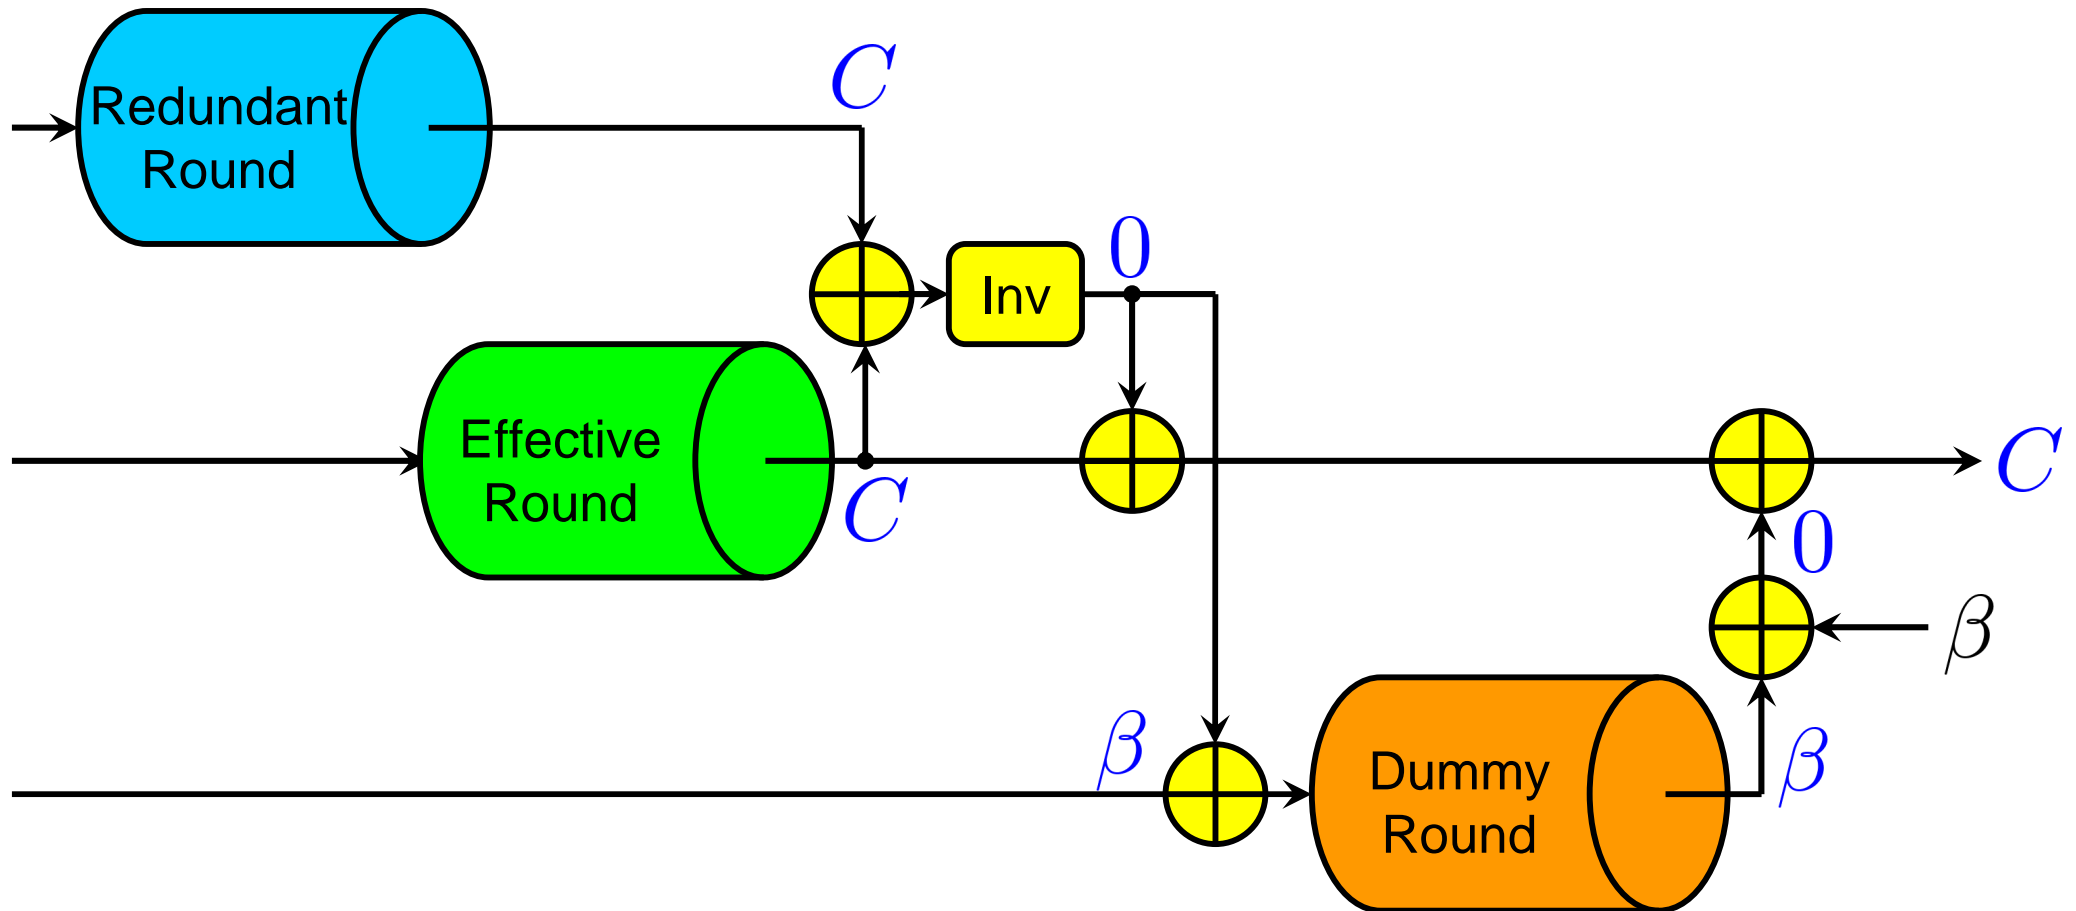 C
Redundant
Round
0
Inv
Effective
Round
C
C
0
β
β
Dummy
Round
β